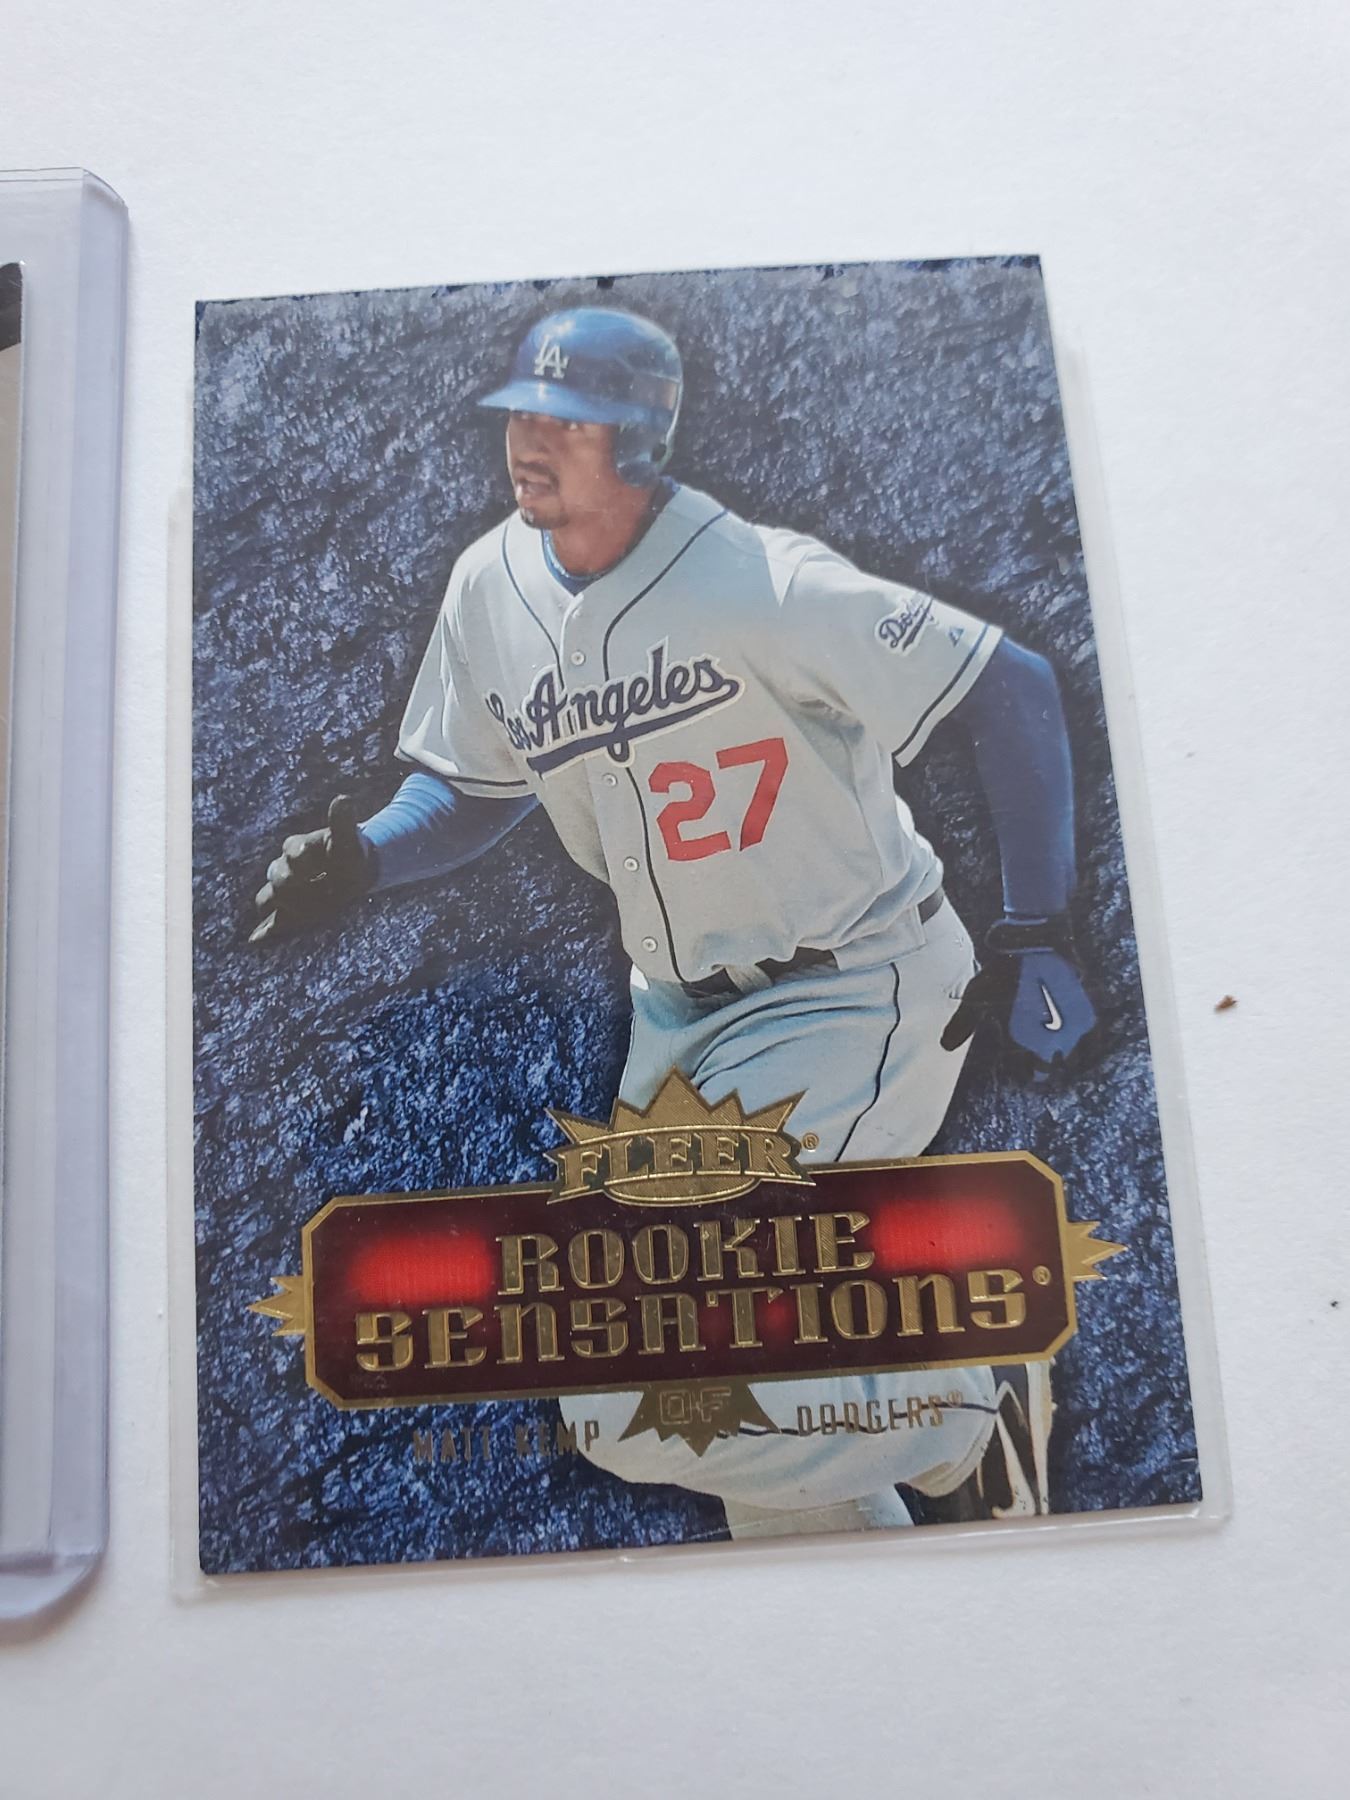 LA
Dodgers
Los Angeles
27
FLEER®
ROOKIE
SENSATIONS®
MATT KEMP OF DODGERS®